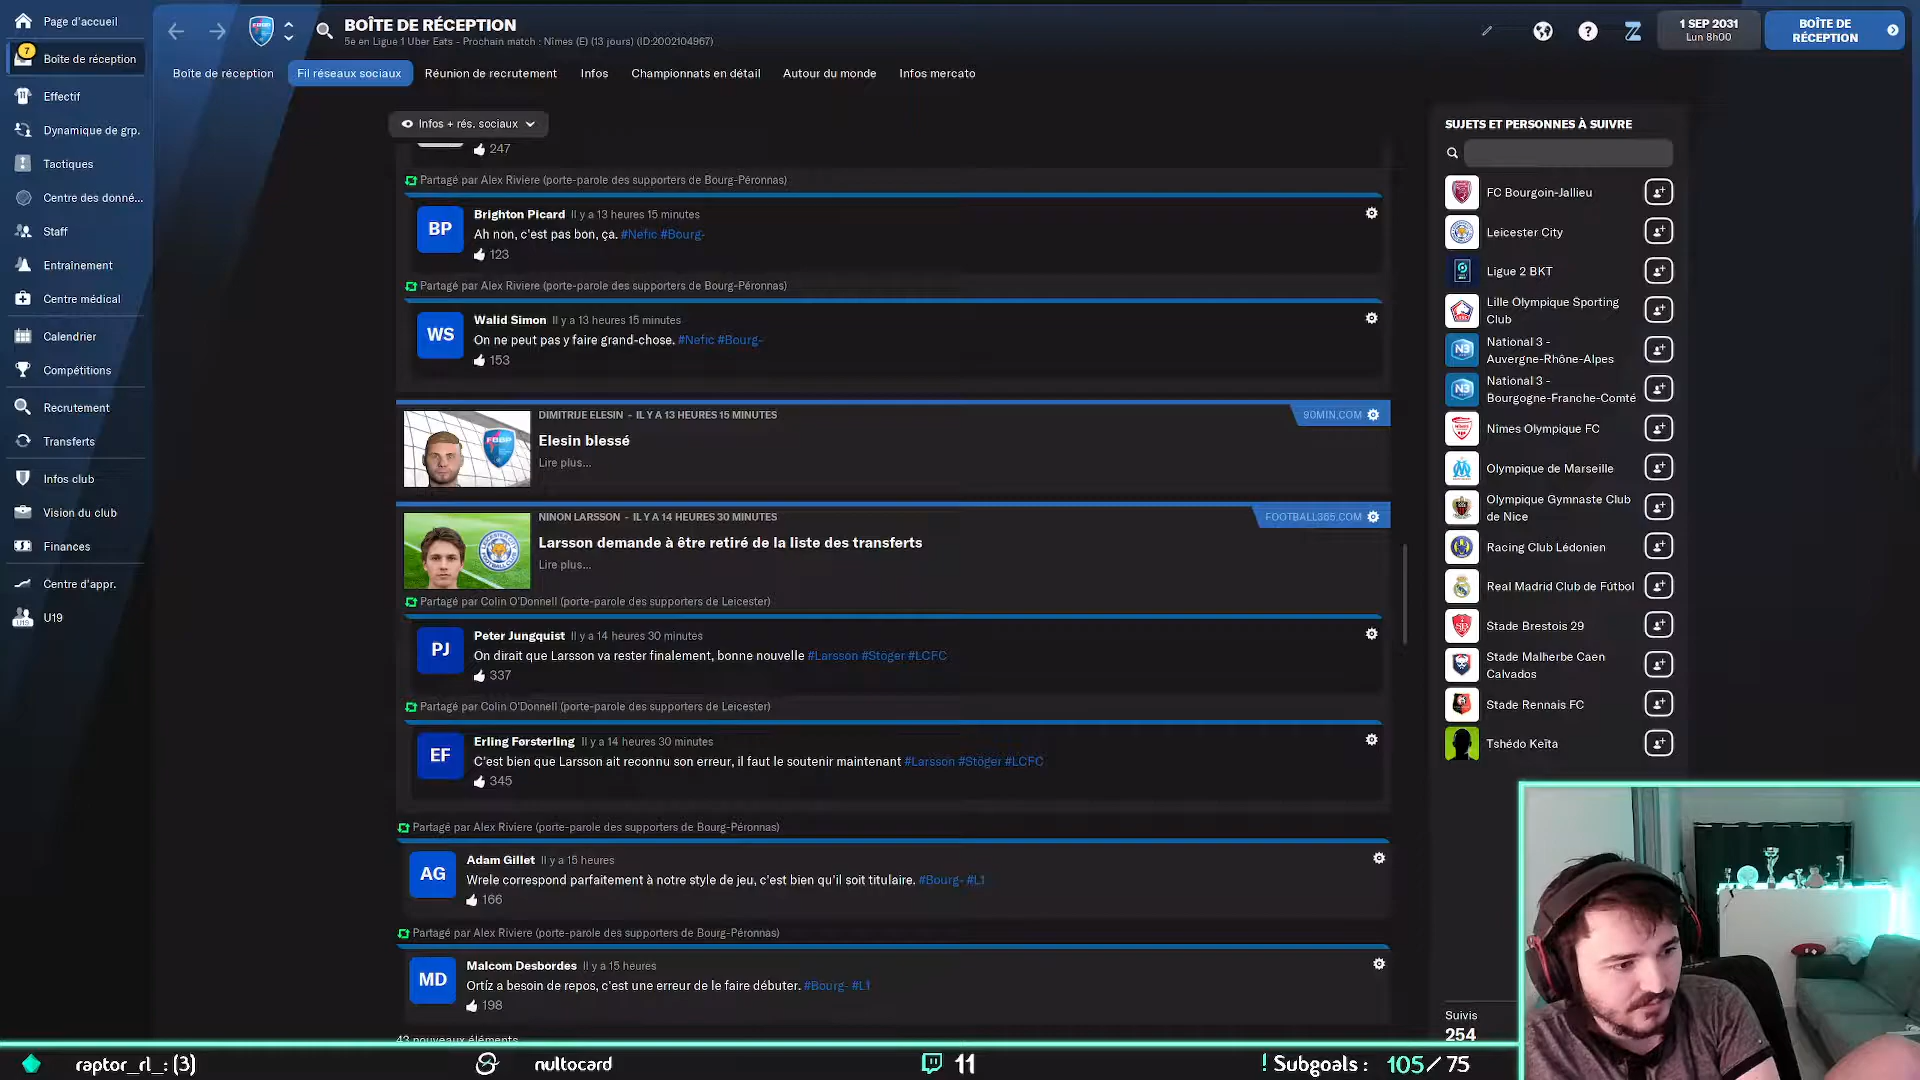 Page d'accueil
7
Boîte de réception
Effectif
Dynamique de grp.
Tactiques
Centre des donné...
Staff
Entraînement
Centre médical
Calendrier
Compétitions
Recrutement
Transferts
Infos club
Vision du club
Finances
Centre d'appr.
U19
BOÎTE DE RÉCEPTION
5e en Ligue 1 Uber Eats - Prochain match : Nîmes (E) (13 jours) (ID:2002104967)
1 SEP 2031
Lun 8h00
BOÎTE DE RÉCEPTION
Boîte de réception
Fil réseaux sociaux
Réunion de recrutement
Infos
Championnats en détail
Autour du monde
Infos mercato
Infos + rés. sociaux
247
Partagé par Alex Riviere (porte-parole des supporters de Bourg-Péronnas)
BP
Brighton Picard Il y a 13 heures 15 minutes
Ah non, c'est pas bon, ça. #Nefic #Bourg-
123
Partagé par Alex Riviere (porte-parole des supporters de Bourg-Péronnas)
WS
Walid Simon Il y a 13 heures 15 minutes
On ne peut pas y faire grand-chose. #Nefic #Bourg-
153
DIMITRIJE ELESIN - IL Y A 13 HEURES 15 MINUTES
90MIN.COM
Elesin blessé
Lire plus...
NINON LARSSON - IL Y A 14 HEURES 30 MINUTES
FOOTBALL365.COM
Larsson demande à être retiré de la liste des transferts
Lire plus...
Partagé par Colin O'Donnell (porte-parole des supporters de Leicester)
PJ
Peter Jungquist Il y a 14 heures 30 minutes
On dirait que Larsson va rester finalement, bonne nouvelle #Larsson #Stöger #LCFC
337
Partagé par Colin O'Donnell (porte-parole des supporters de Leicester)
EF
Erling Førsterling Il y a 14 heures 30 minutes
C'est bien que Larsson ait reconnu son erreur, il faut le soutenir maintenant #Larsson #Stöger #LCFC
345
Partagé par Alex Riviere (porte-parole des supporters de Bourg-Péronnas)
AG
Adam Gillet Il y a 15 heures
Wrele correspond parfaitement à notre style de jeu, c'est bien qu'il soit titulaire. #Bourg- #L1
166
Partagé par Alex Riviere (porte-parole des supporters de Bourg-Péronnas)
MD
Malcom Desbordes Il y a 15 heures
Ortíz a besoin de repos, c'est une erreur de le faire débuter. #Bourg- #L1
198
43 nouveaux éléments
SUJETS ET PERSONNES À SUIVRE
FC Bourgoin-Jallieu
Leicester City
Ligue 2 BKT
Lille Olympique Sporting Club
National 3 - Auvergne-Rhône-Alpes
National 3 - Bourgogne-Franche-Comté
Nîmes Olympique FC
Olympique de Marseille
Olympique Gymnaste Club de Nice
Racing Club Lédonien
Real Madrid Club de Fútbol
Stade Brestois 29
Stade Malherbe Caen Calvados
Stade Rennais FC
Tshédo Keïta
Suivis
254
raptor_rl_: (3)
nultocard
11
! Subgoals : 105/ 75